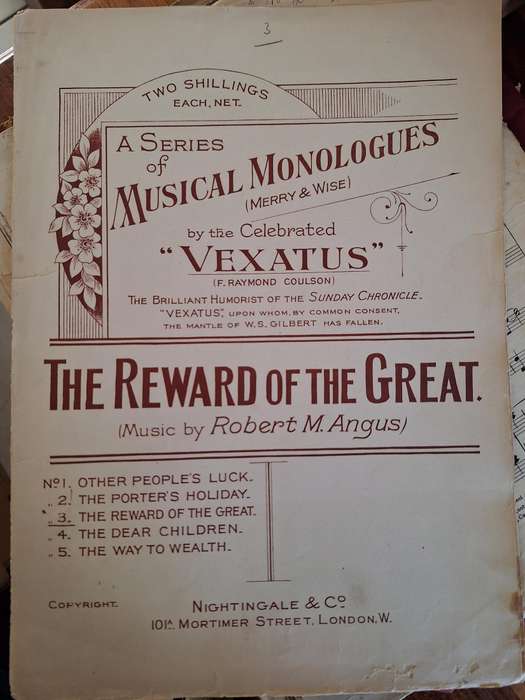 3
TWO SHILLINGS
EACH, NET.
A SERIES
of
MUSICAL MONOLOGUES
(MERRY & WISE)
by the Celebrated
"VEXATUS"
(F. RAYMOND COULSON)
THE BRILLIANT HUMORIST OF THE SUNDAY CHRONICLE.
"VEXATUS", UPON WHOM, BY COMMON CONSENT,
THE MANTLE OF W.S. GILBERT HAS FALLEN.
THE REWARD OF THE GREAT.
(Music by Robert M. Angus)
No 1. OTHER PEOPLE'S LUCK.
„ 2. THE PORTER'S HOLIDAY.
„ 3. THE REWARD OF THE GREAT.
„ 4. THE DEAR CHILDREN.
„ 5. THE WAY TO WEALTH.
COPYRIGHT.
NIGHTINGALE & Co
101A, MORTIMER STREET, LONDON, W.